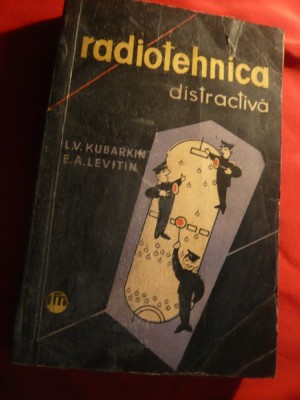 radiotehnica
distractivă
L.V. KUBARKIN
E.A. LEVITIN